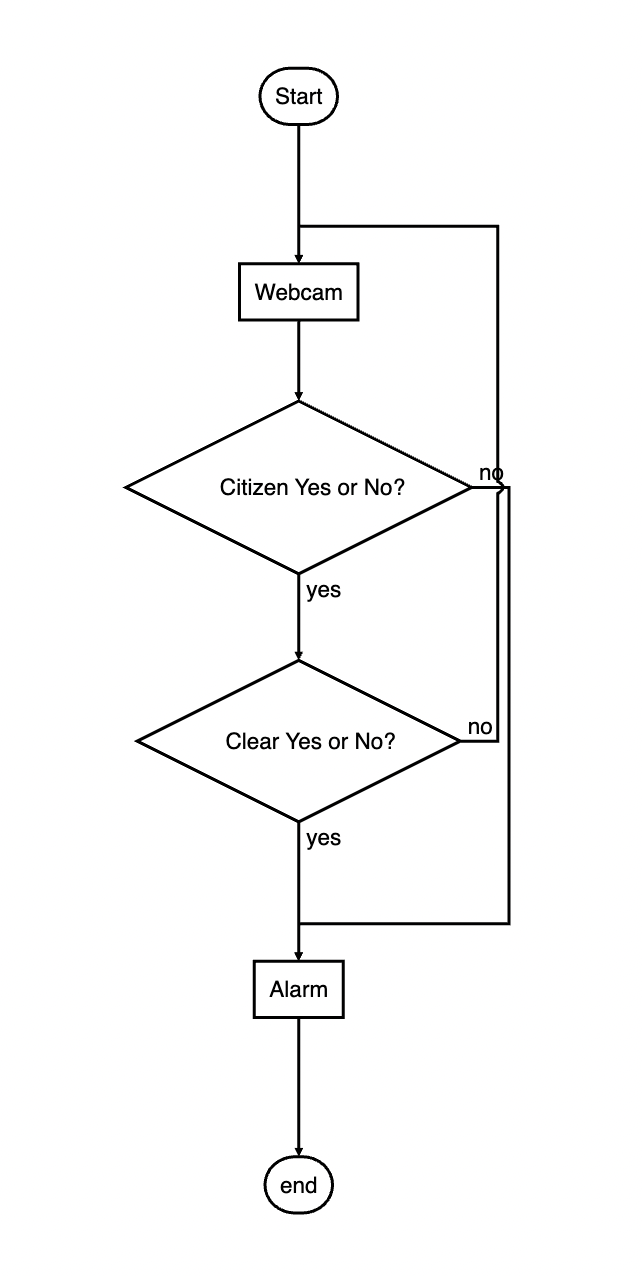 Start
Webcam
Citizen Yes or No?
no
yes
Clear Yes or No?
no
yes
Alarm
end